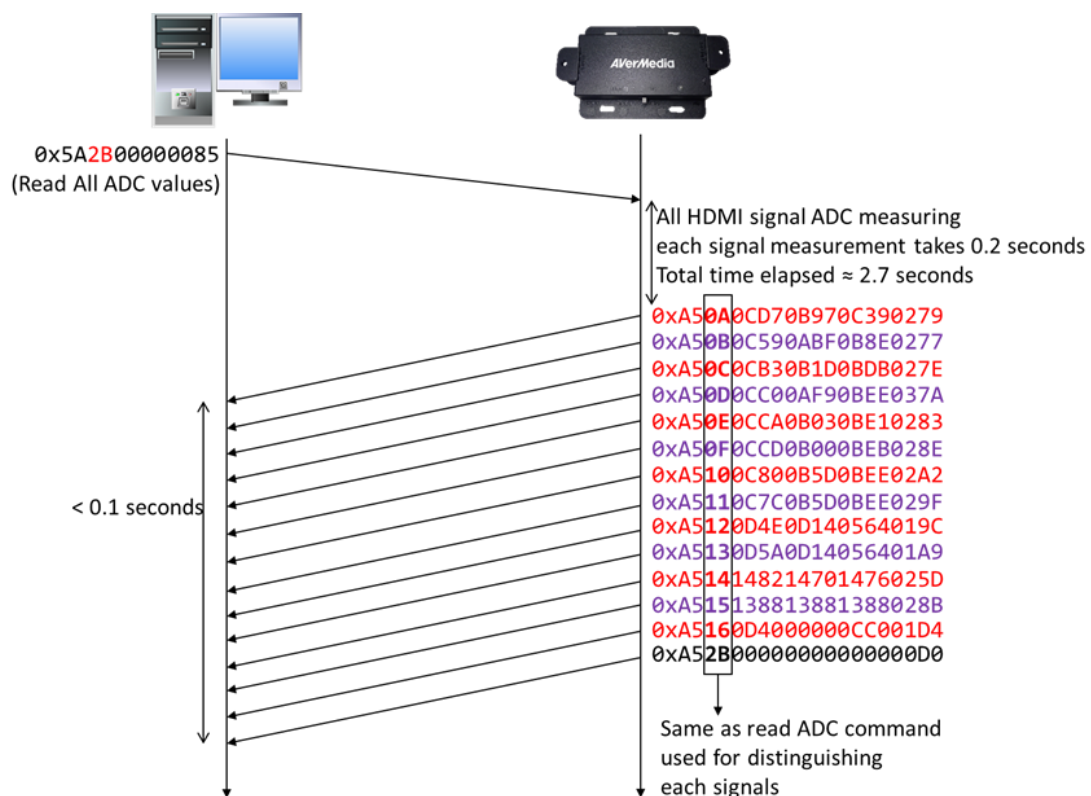 AVerMedia
0x5A2B00000085
(Read All ADC values)
All HDMI signal ADC measuring
each signal measurement takes 0.2 seconds
Total time elapsed ≈ 2.7 seconds
0xA50A0CD70B970C390279
0xA50B0C590ABF0B8E0277
0xA50C0CB30B1D0BDB027E
0xA50D0CC00AF90BEE037A
0xA50E0CCA0B030BE10283
0xA50F0CCD0B000BEB028E
0xA5100C800B5D0BEE02A2
0xA5110C7C0B5D0BEE029F
0xA5120D4E0D140564019C
0xA5130D5A0D14056401A9
0xA514148214701476025D
0xA515138813881388028B
0xA5160D4000000CC001D4
0xA52B00000000000000D0
< 0.1 seconds
Same as read ADC command
used for distinguishing
each signals